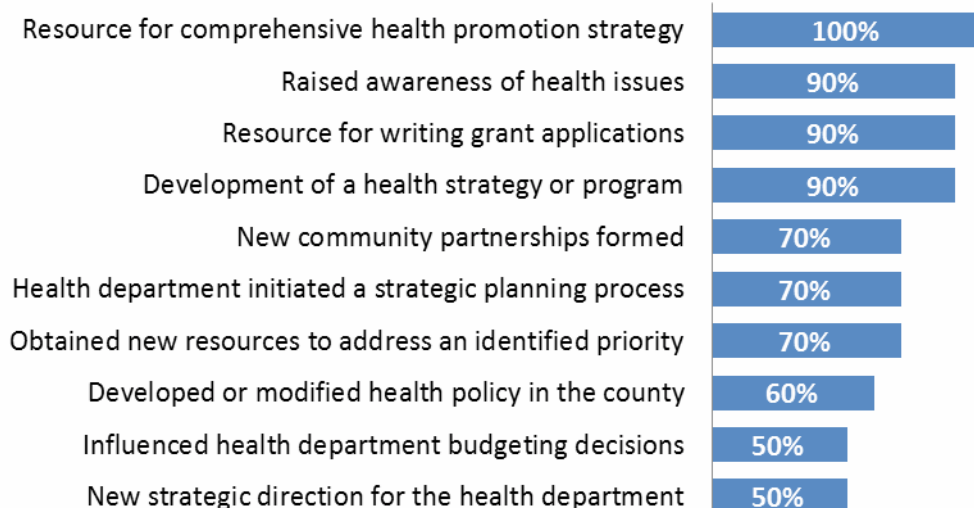 Resource for comprehensive health promotion strategy 100%
Raised awareness of health issues 90%
Resource for writing grant applications 90%
Development of a health strategy or program 90%
New community partnerships formed 70%
Health department initiated a strategic planning process 70%
Obtained new resources to address an identified priority 70%
Developed or modified health policy in the county 60%
Influenced health department budgeting decisions 50%
New strategic direction for the health department 50%